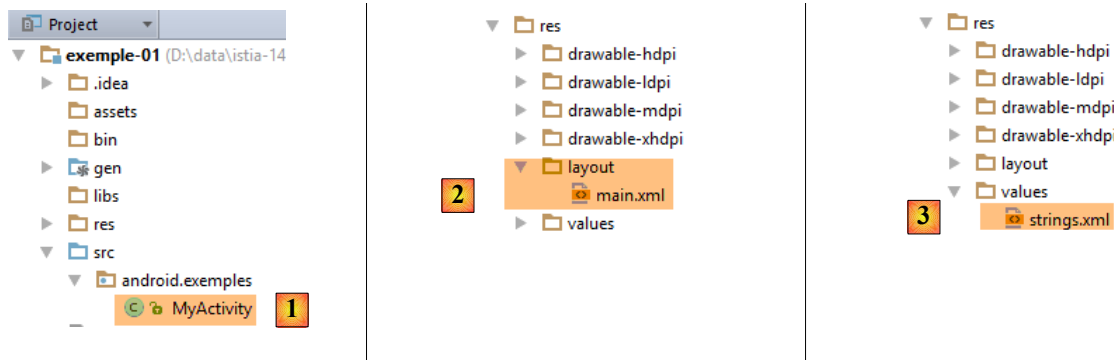 Project
exemple-01 (D:\data\istia-14
.idea
assets
bin
gen
libs
res
src
android.exemples
MyActivity
1
res
drawable-hdpi
drawable-ldpi
drawable-mdpi
drawable-xhdpi
layout
main.xml
2
values
res
drawable-hdpi
drawable-ldpi
drawable-mdpi
drawable-xhdpi
layout
values
strings.xml
3